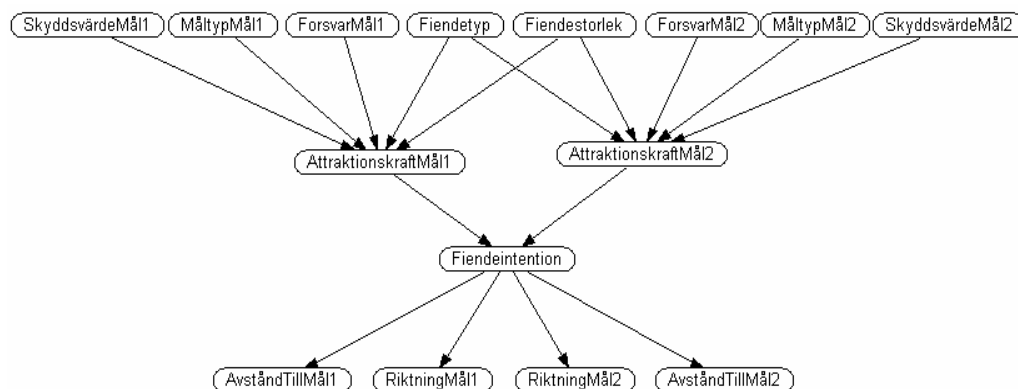 SkyddsvärdeMål1
MåltypMål1
ForsvarMål1
Fiendetyp
Fiendestorlek
ForsvarMål2
MåltypMål2
SkyddsvärdeMål2
AttraktionskraftMål1
AttraktionskraftMål2
Fiendeintention
AvståndTillMål1
RiktningMål1
RiktningMål2
AvståndTillMål2